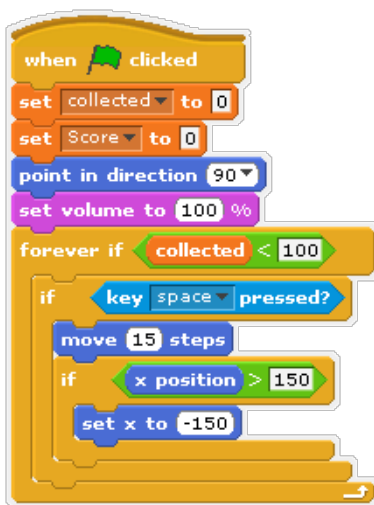 when clicked
set collected to 0
set Score to 0
point in direction 90
set volume to 100 %
forever if collected < 100
if key space pressed?
move 15 steps
if x position > 150
set x to -150